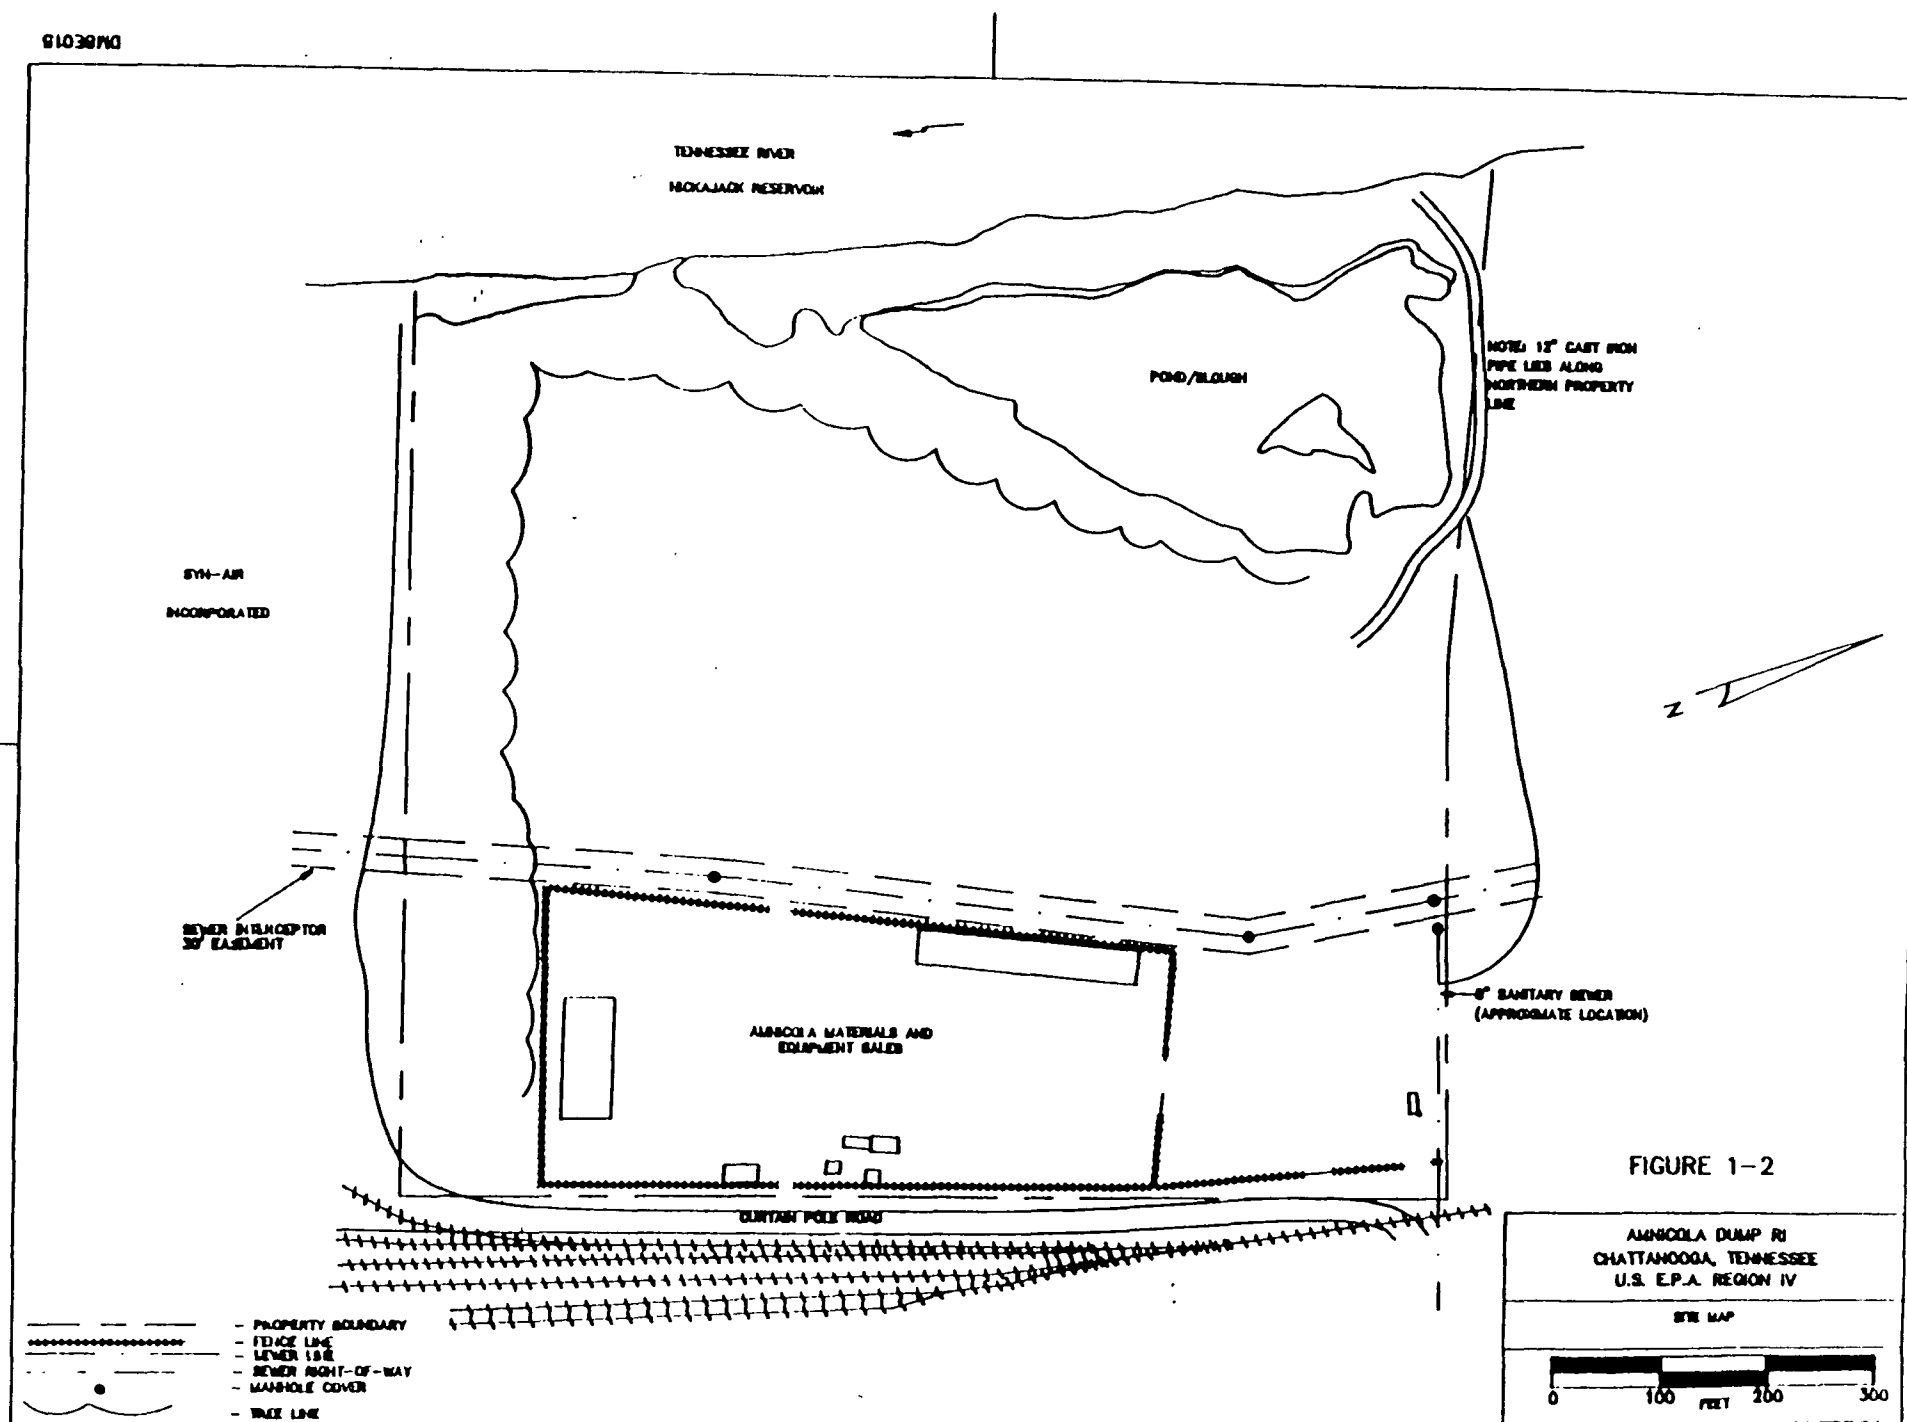 DM8E015
TENNESSEE RIVER
NICKAJACK RESERVOIR
POND/SLOUGH
NOTE: 12" CAST IRON
PIPE LIES ALONG
NORTHERN PROPERTY
LINE
SYN-AIR
INCORPORATED
N
SEWER INTERCEPTOR
30' EASEMENT
8" SANITARY SEWER
(APPROXIMATE LOCATION)
AMNICOLA MATERIALS AND
EQUIPMENT SALES
CURTAIN POLE ROAD
FIGURE 1-2
AMNICOLA DUMP RI
CHATTANOOGA, TENNESSEE
U.S. E.P.A. REGION IV
SITE MAP
0 100 200 300
FEET
- PROPERTY BOUNDARY
- FENCE LINE
- SEWER LINE
- SEWER RIGHT-OF-WAY
- MANHOLE COVER
- TREE LINE